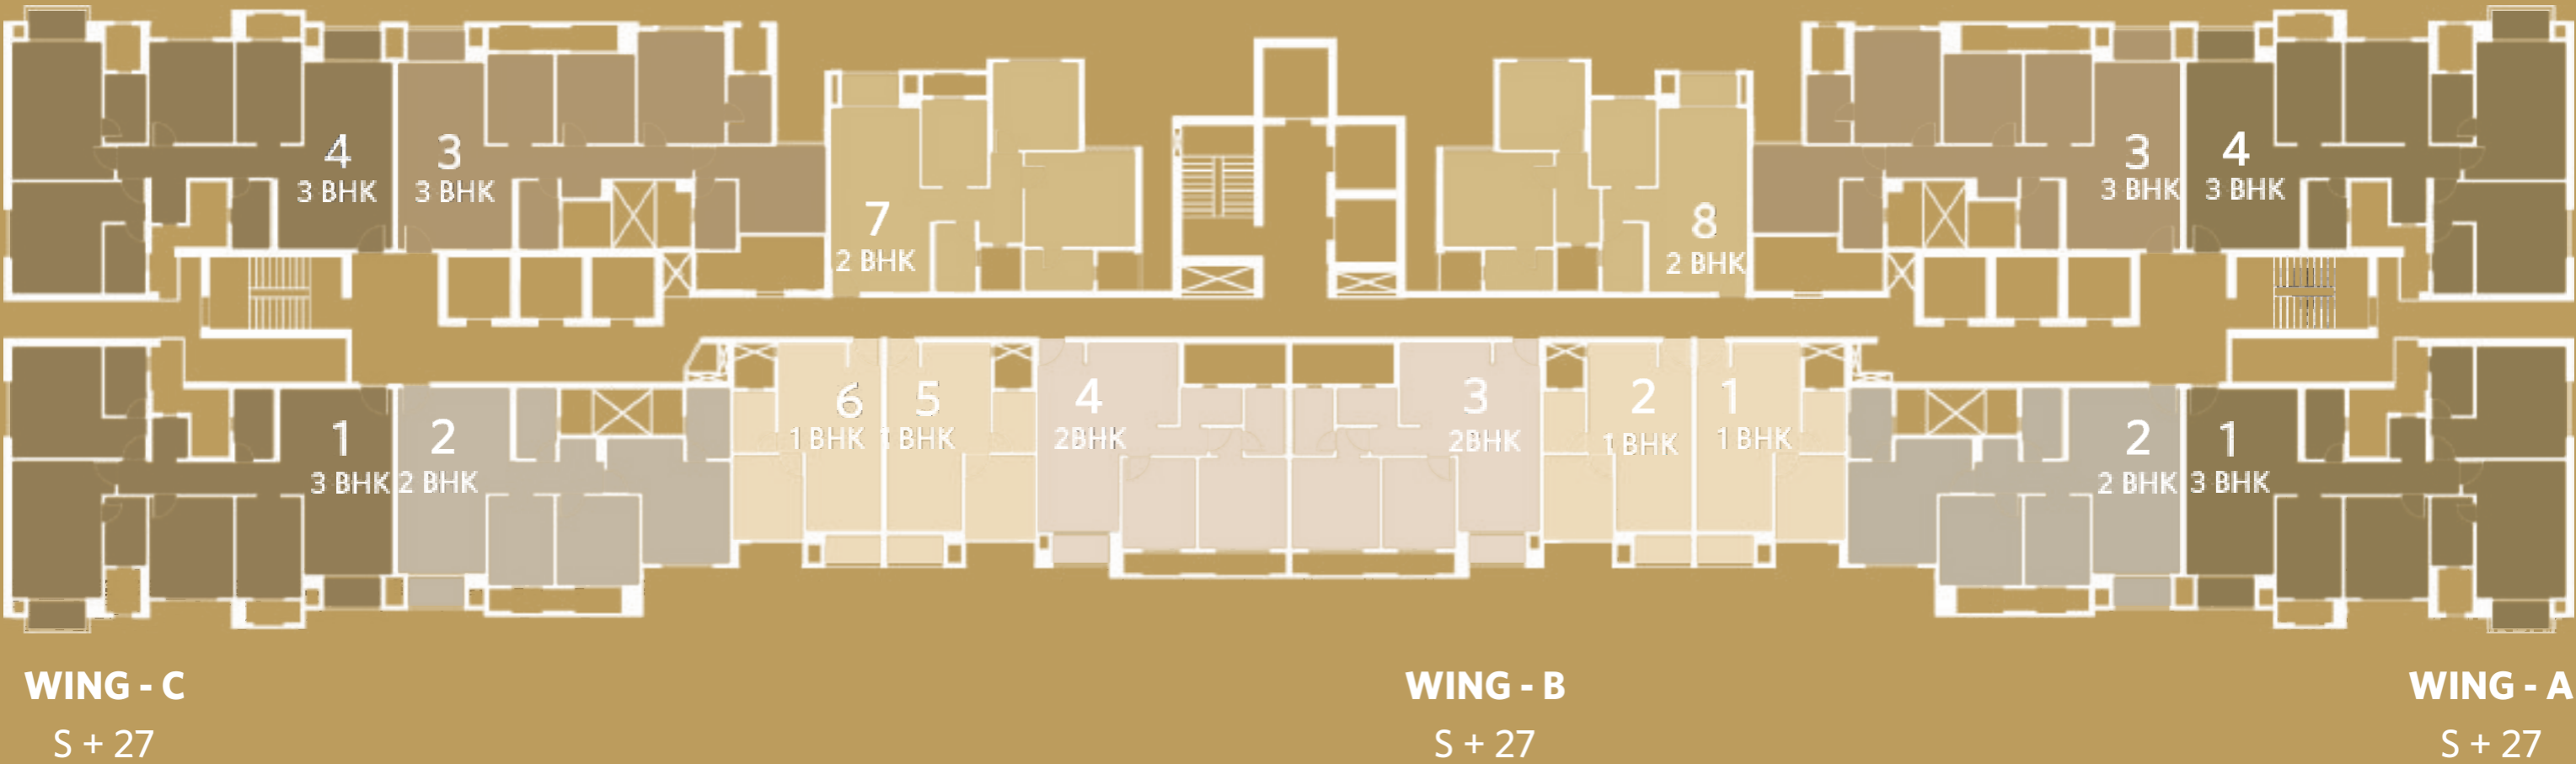 4
3 BHK
3
3 BHK
7
2 BHK
8
2 BHK
3
3 BHK
4
3 BHK
1
3 BHK
2
2 BHK
6
1 BHK
5
1 BHK
4
2BHK
3
2BHK
2
1 BHK
1
1 BHK
2
2 BHK
1
3 BHK
WING - C
S + 27
WING - B
S + 27
WING - A
S + 27